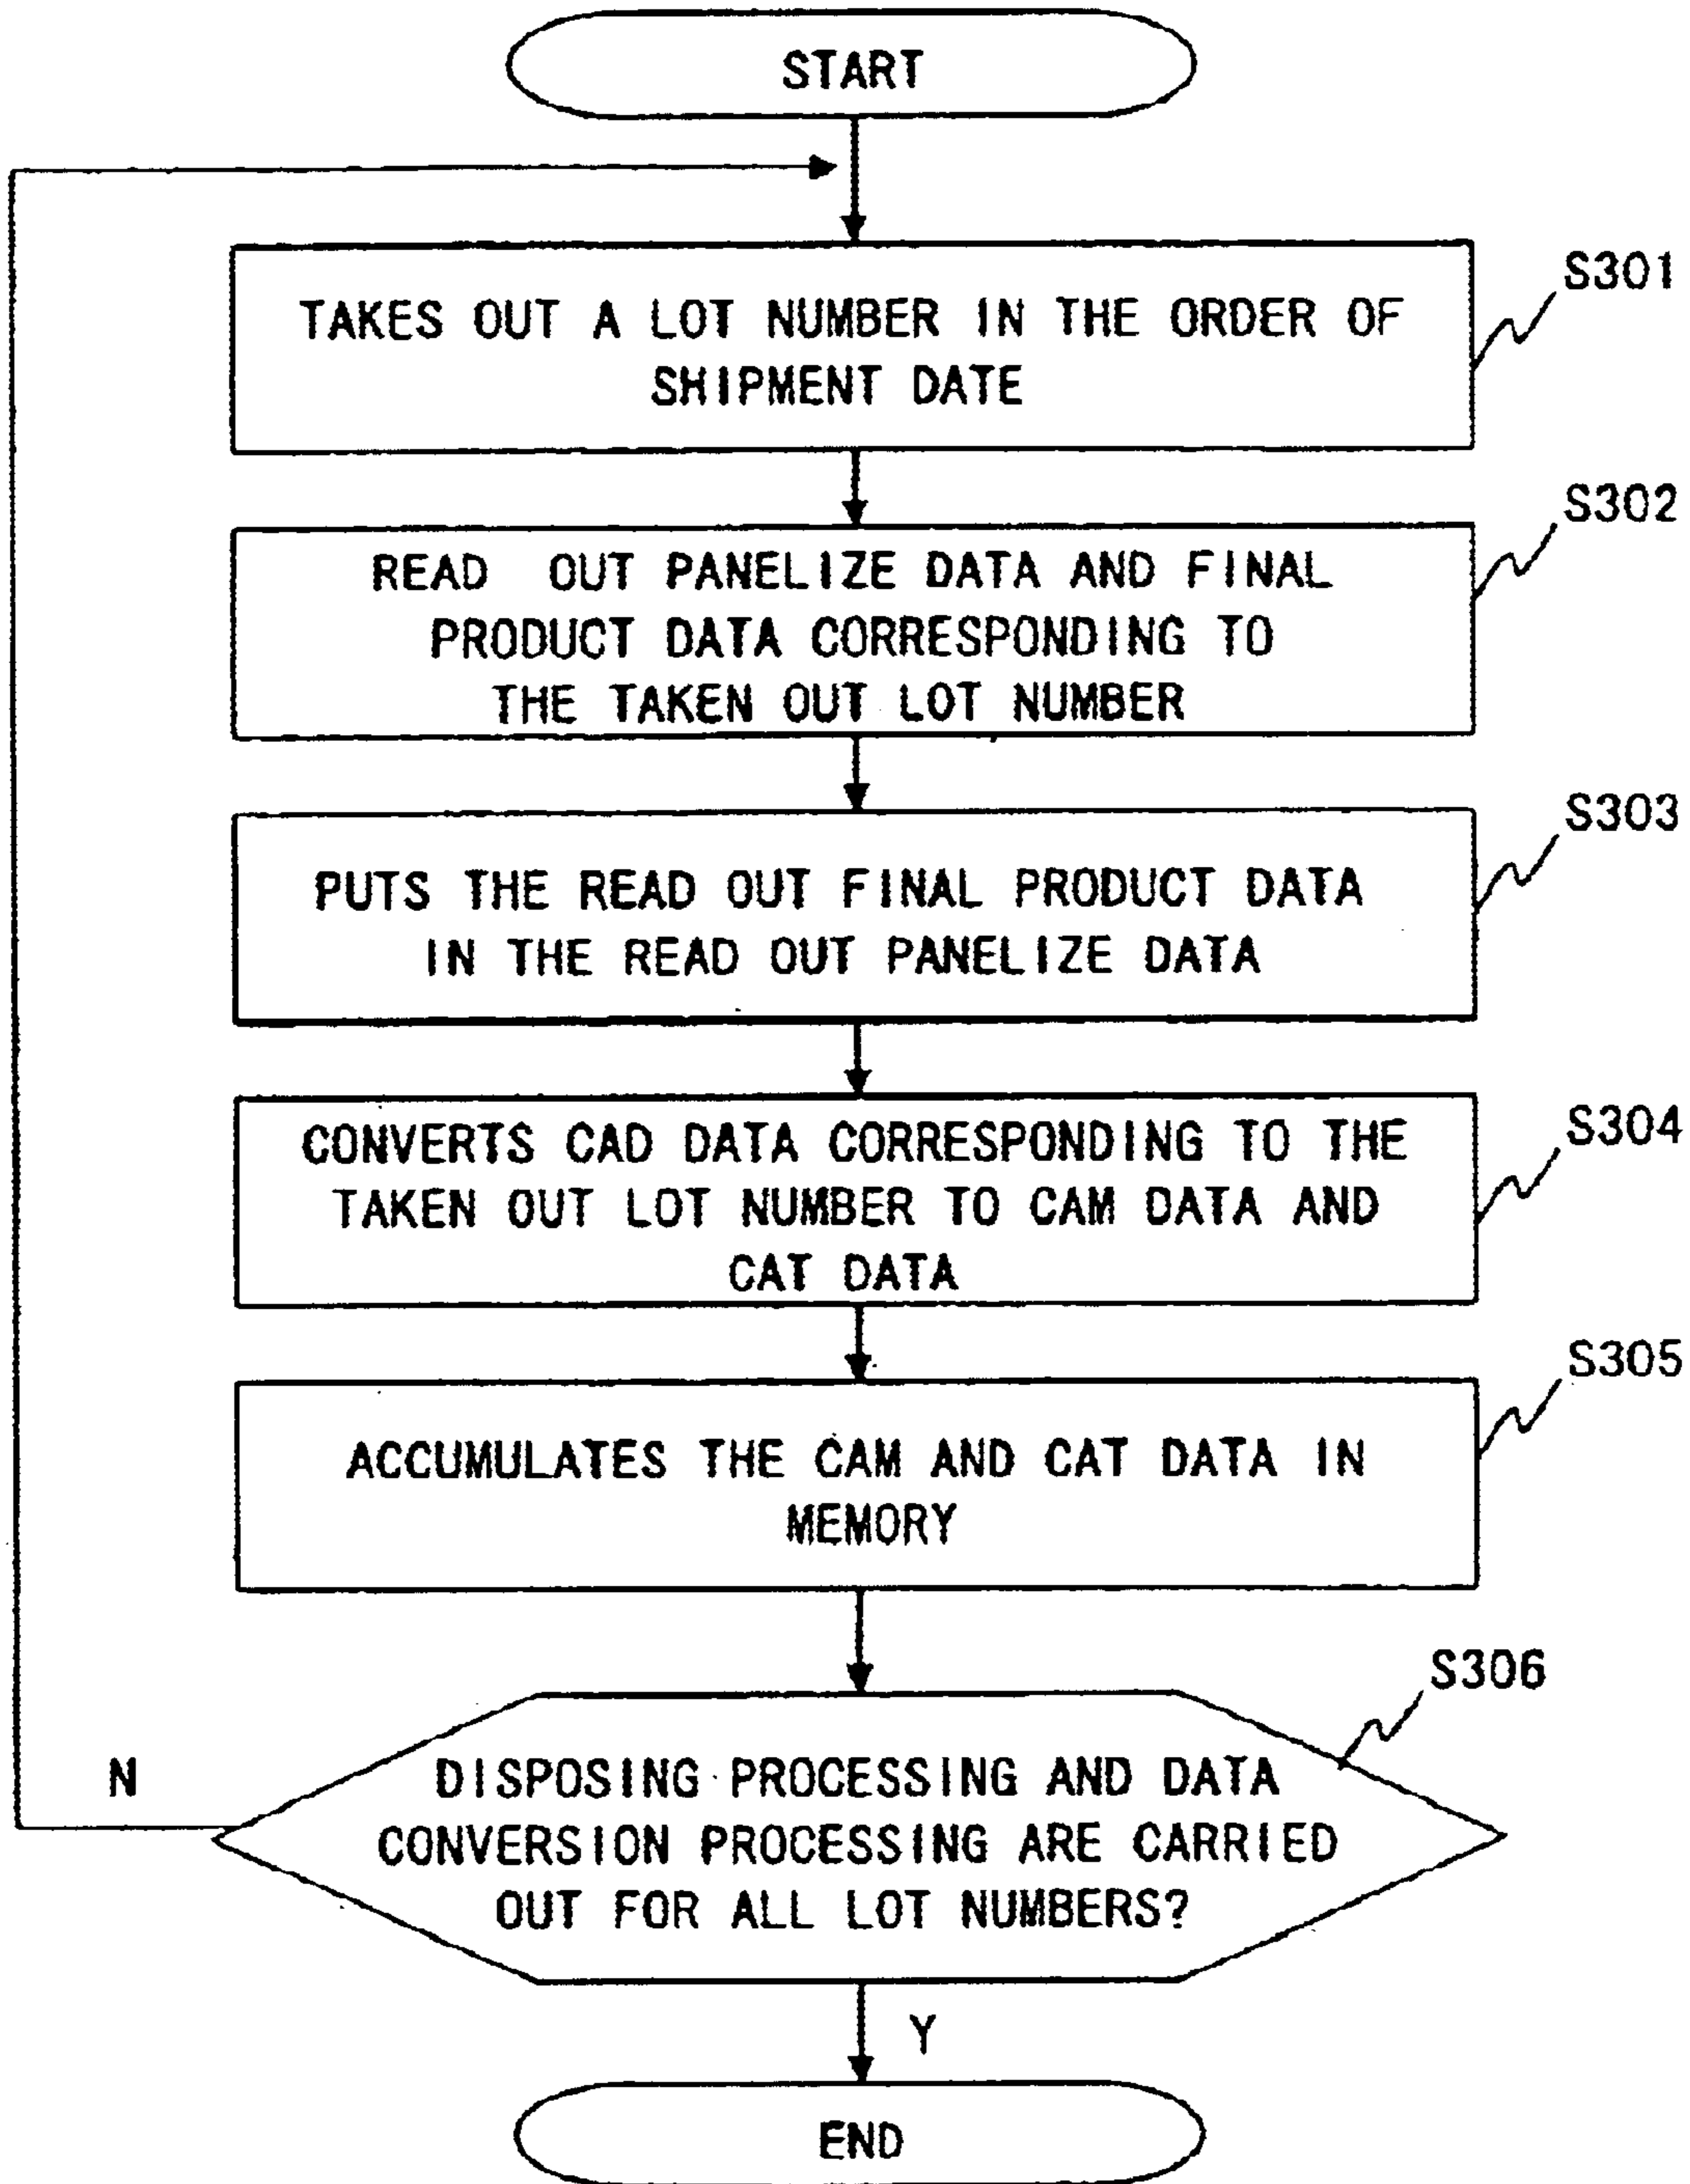 START
S301
TAKES OUT A LOT NUMBER IN THE ORDER OF
SHIPMENT DATE
S302
READ OUT PANELIZE DATA AND FINAL
PRODUCT DATA CORRESPONDING TO
THE TAKEN OUT LOT NUMBER
S303
PUTS THE READ OUT FINAL PRODUCT DATA
IN THE READ OUT PANELIZE DATA
S304
CONVERTS CAD DATA CORRESPONDING TO THE
TAKEN OUT LOT NUMBER TO CAM DATA AND
CAT DATA
S305
ACCUMULATES THE CAM AND CAT DATA IN
MEMORY
S306
N
DISPOSING PROCESSING AND DATA
CONVERSION PROCESSING ARE CARRIED
OUT FOR ALL LOT NUMBERS?
Y
END